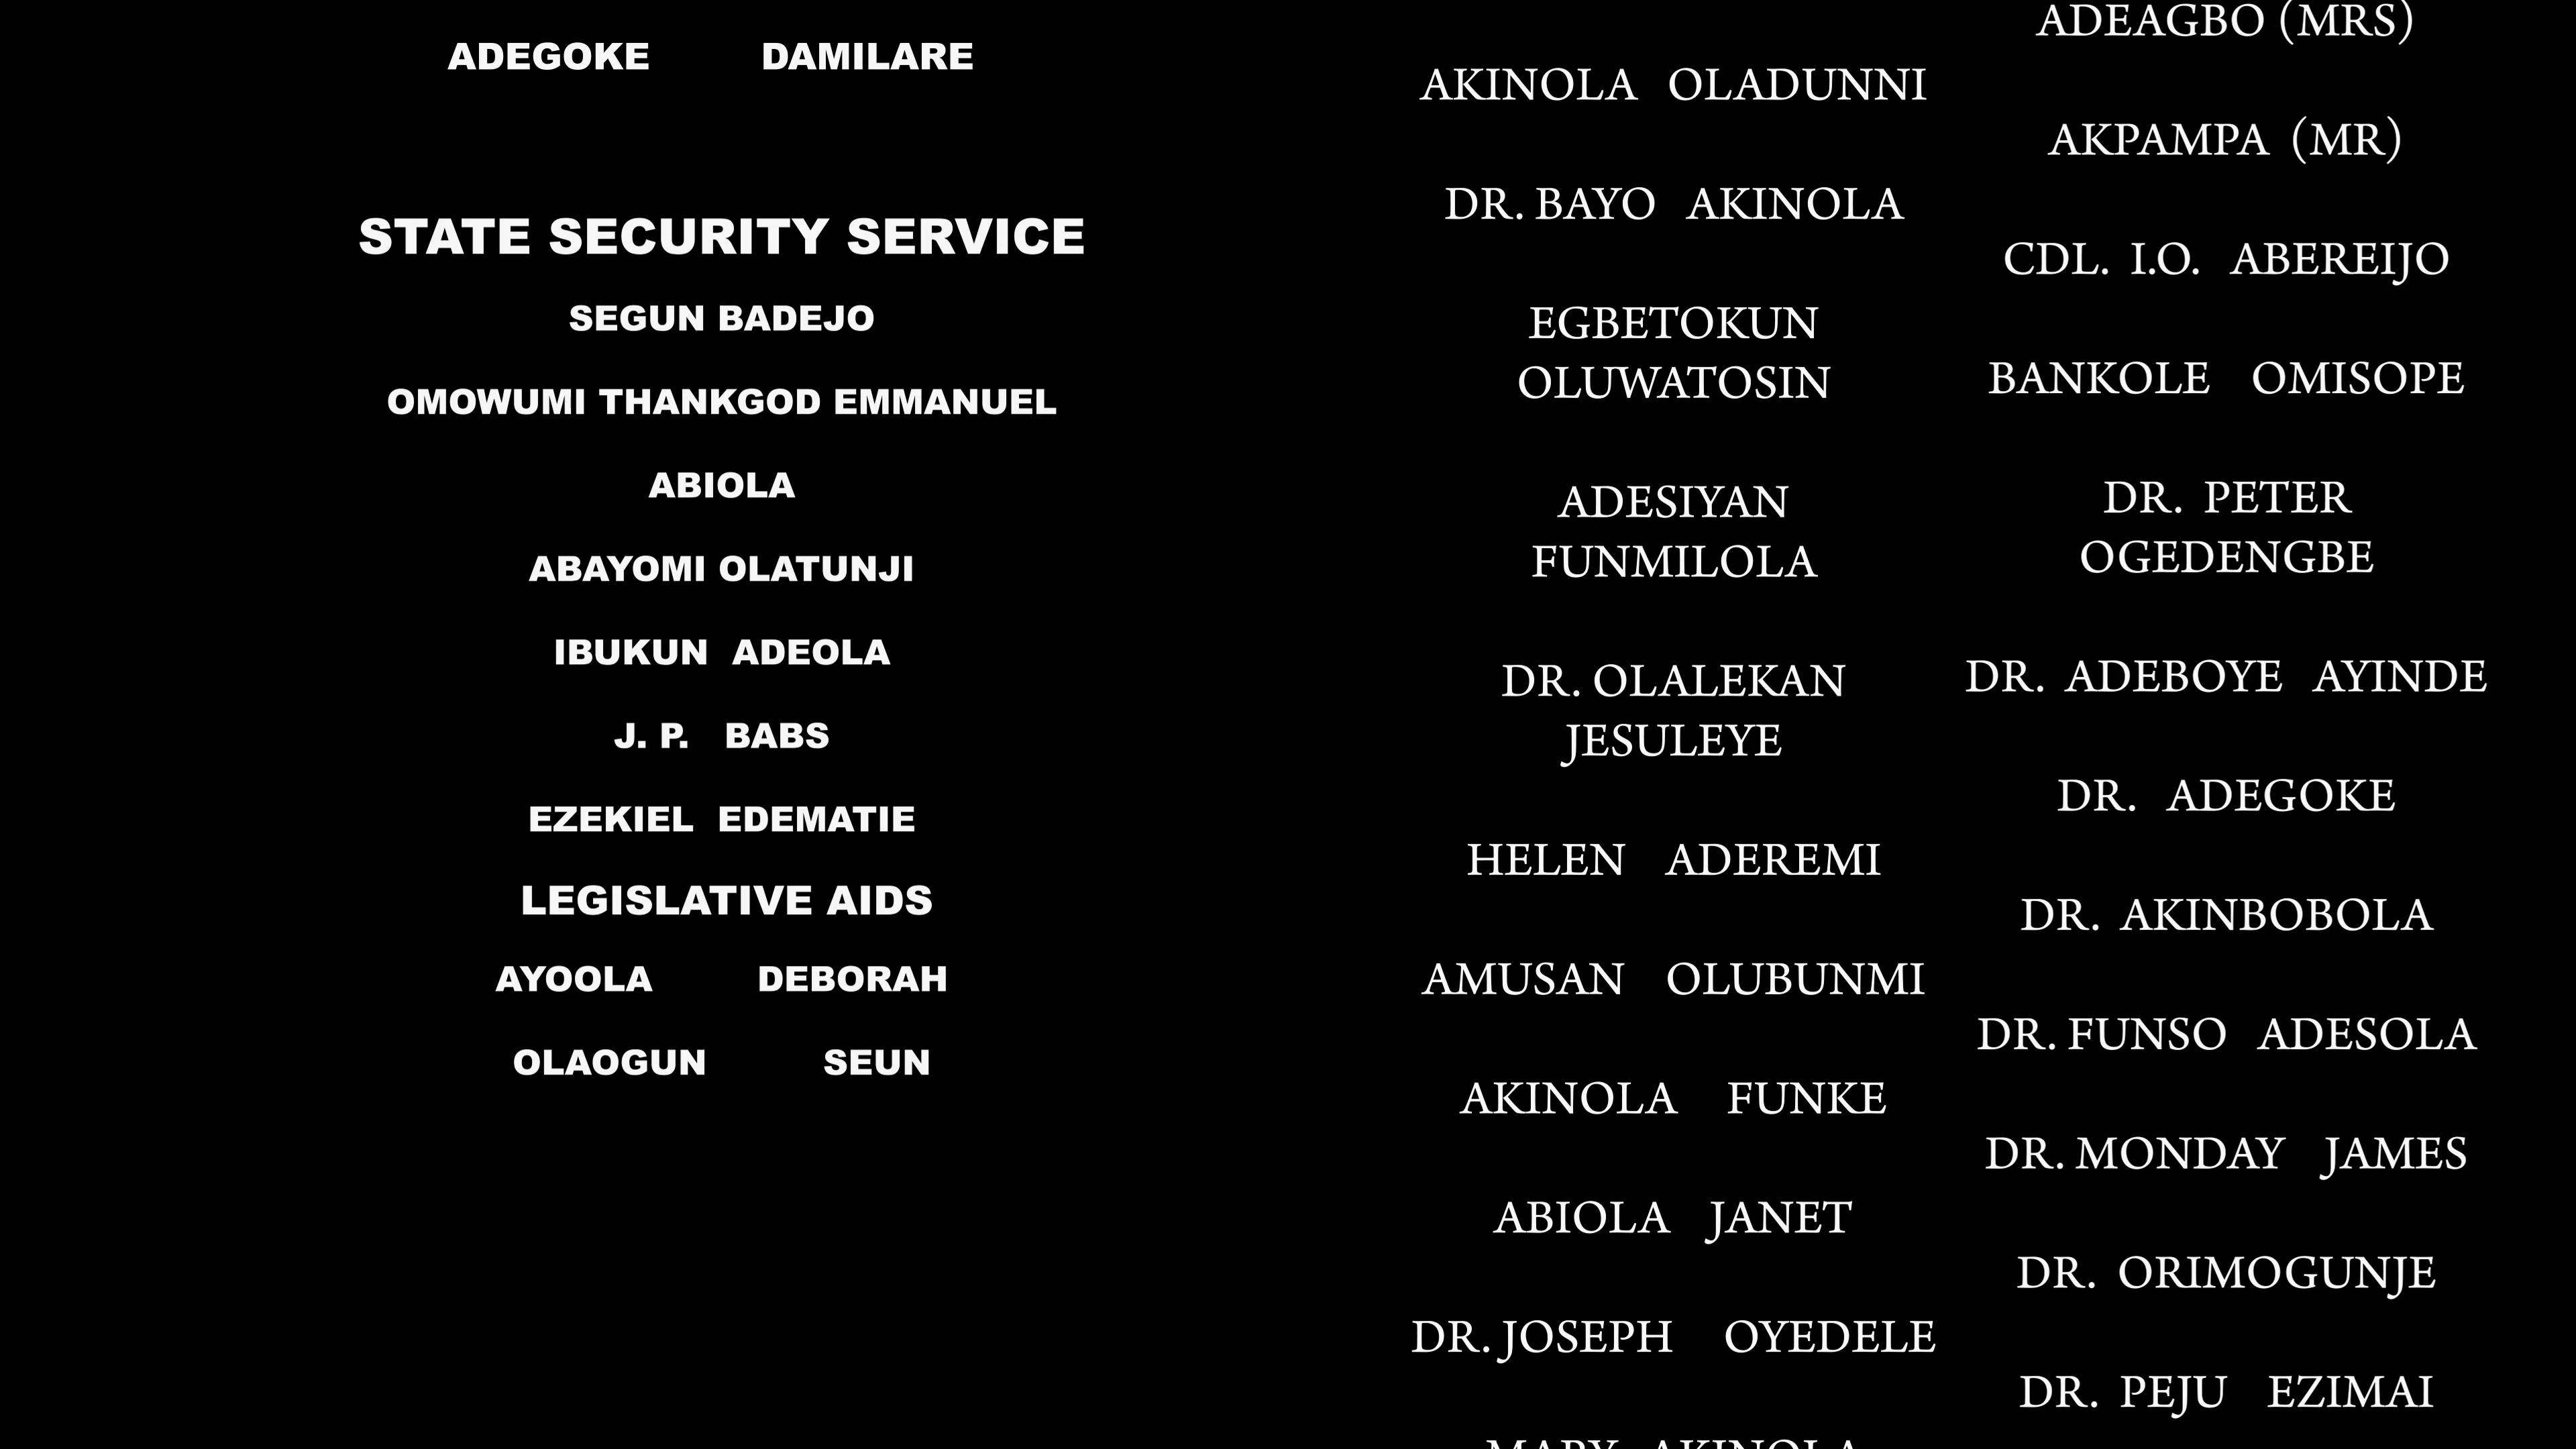 ADEGOKE DAMILARE
STATE SECURITY SERVICE
SEGUN BADEJO
OMOWUMI THANKGOD EMMANUEL
ABIOLA
ABAYOMI OLATUNJI
IBUKUN ADEOLA
J. P. BABS
EZEKIEL EDEMATIE
LEGISLATIVE AIDS
AYOOLA DEBORAH
OLAOGUN SEUN
AKINOLA OLADUNNI
DR. BAYO AKINOLA
EGBETOKUN
OLUWATOSIN
ADESIYAN
FUNMILOLA
DR. OLALEKAN
JESULEYE
HELEN ADEREMI
AMUSAN OLUBUNMI
AKINOLA FUNKE
ABIOLA JANET
DR. JOSEPH OYEDELE
MARY AKINOLA
ADEAGBO (MRS)
AKPAMPA (MR)
CDL. I.O. ABEREIJO
BANKOLE OMISOPE
DR. PETER
OGEDENGBE
DR. ADEBOYE AYINDE
DR. ADEGOKE
DR. AKINBOBOLA
DR. FUNSO ADESOLA
DR. MONDAY JAMES
DR. ORIMOGUNJE
DR. PEJU EZIMAI